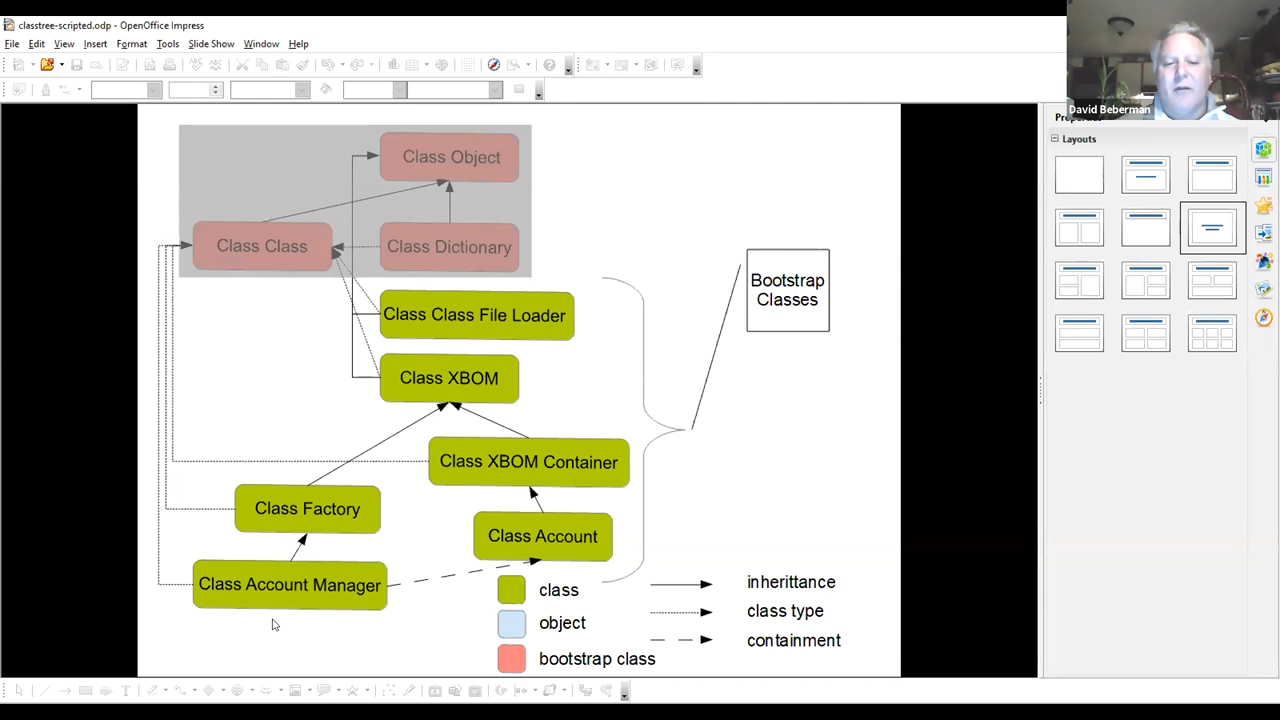 classtree-scripted.odp - OpenOffice Impress
File Edit View Insert Format Tools Slide Show Window Help
David Beberman
Layouts
Class Object
Class Class
Class Dictionary
Class Class File Loader
Class XBOM
Bootstrap
Classes
Class XBOM Container
Class Factory
Class Account
Class Account Manager
class
object
bootstrap class
inherittance
class type
containment